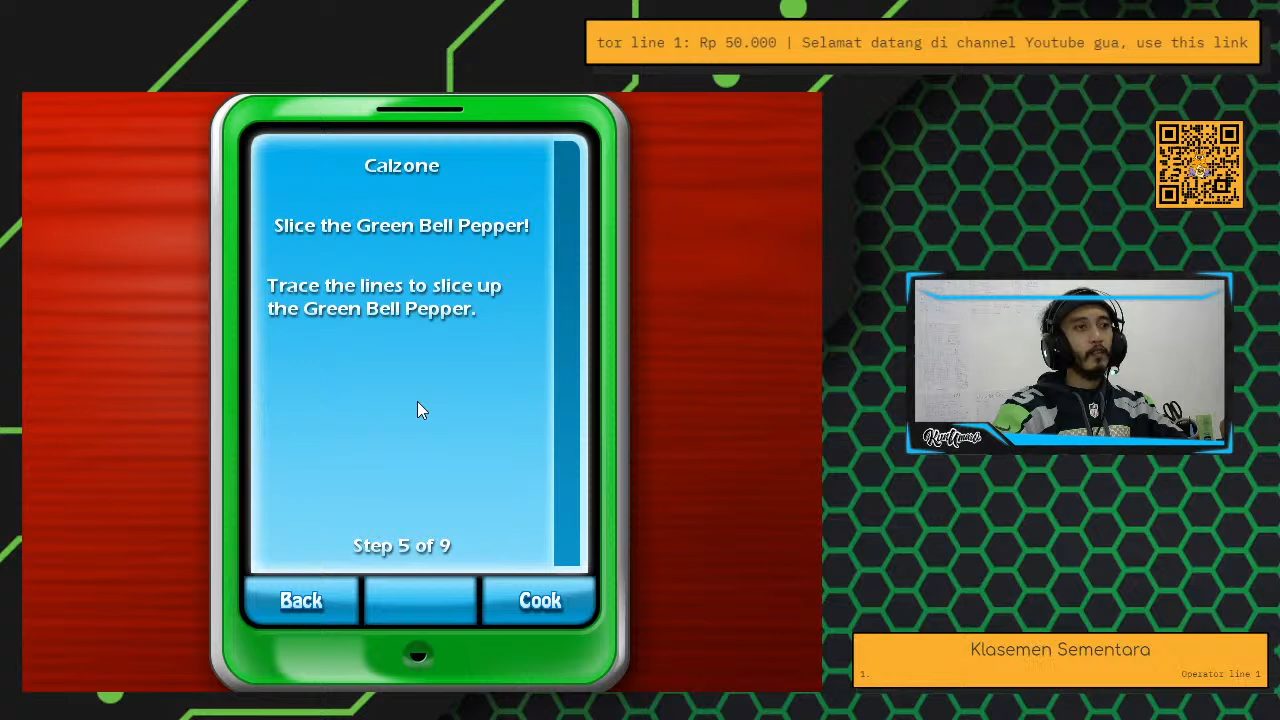 tor line 1: Rp 50.000 | Selamat datang di channel Youtube gua, use this link
Calzone
Slice the Green Bell Pepper!
Trace the lines to slice up
the Green Bell Pepper.
Step 5 of 9
Back
Cook
Klasemen Sementara
1. Operator line 1